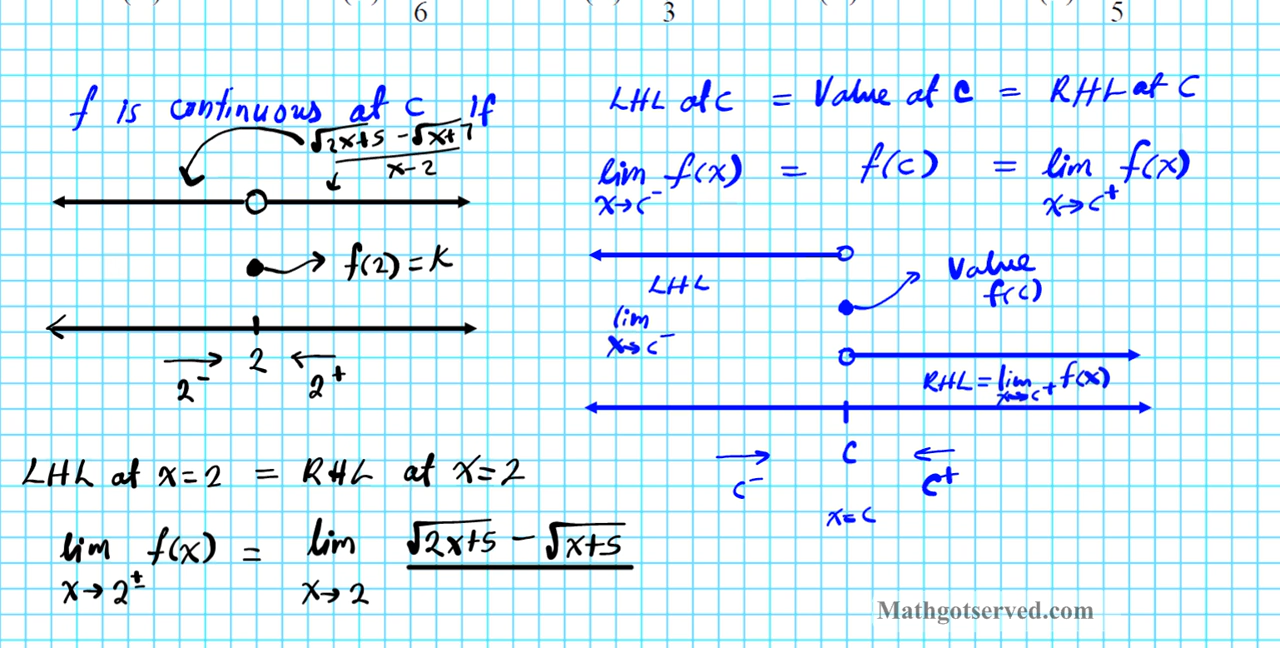 6 3 5
f is continuous at c if
√2x+5 - √x+7
x-2
f(2) = K
2⁻ 2 2⁺
LHL at x=2 = RHL at x=2
lim f(x) = lim √2x+5 - √x+5
x→2± x→2
LHL at C = Value at c = RHL at C
lim f(x) = f(c) = lim f(x)
x→c⁻ x→c⁺
LHL
Value
f(c)
lim
x→c⁻
RHL = lim f(x)
x→c⁺
C
c⁻ c⁺
x=c
Mathgotserved.com